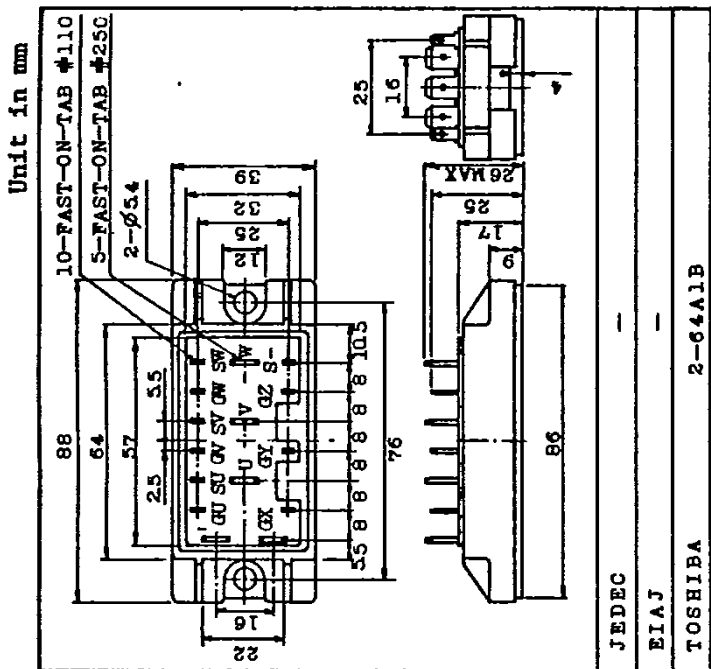 Unit in mm
10-FAST-ON-TAB #110
5-FAST-ON-TAB #250
2-Ø5.4
88
64
57
2.5
5.5
39
32
25
12
GU SU GV SV GW SW
U V W
GX GY GZ S-
5.5 8 8 8 8 8 8 10.5
76
16
22
25
16
4
26 MAX
25
17
9
86
JEDEC —
EIAJ —
TOSHIBA 2-64A1B